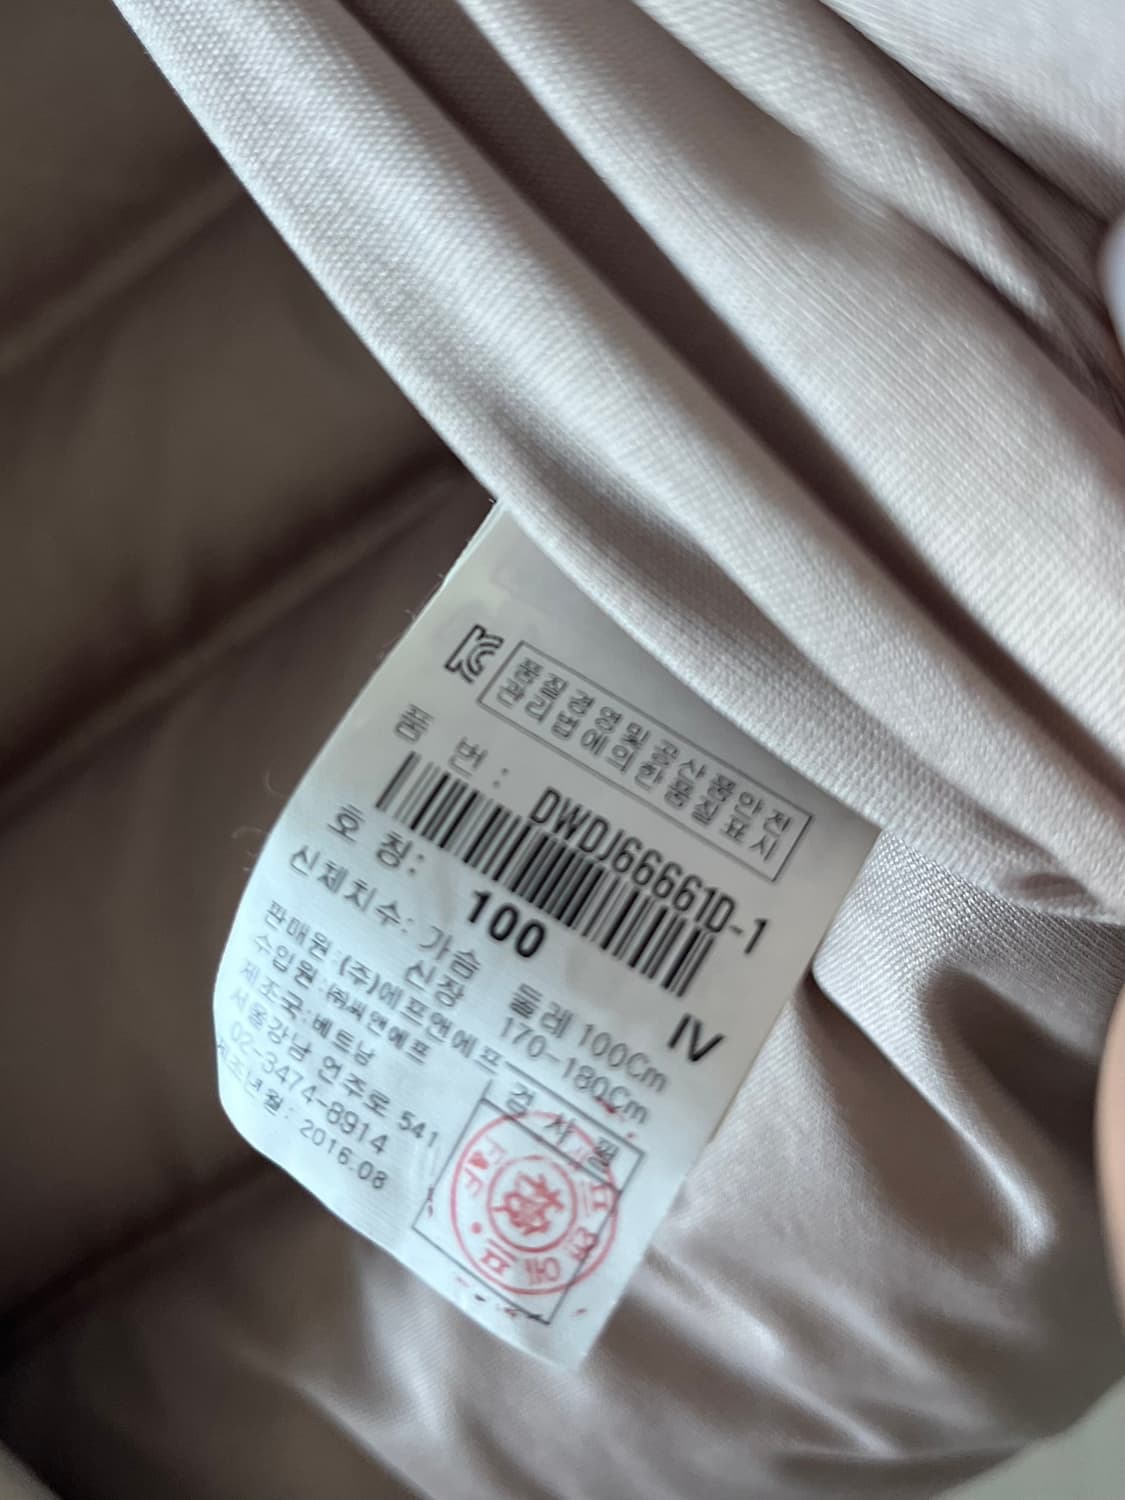 KC
품질경영및공산품안전
관리법에의한품질표시
품 번 : DWDJ66661D-1
호 칭: 100 IV
신체치수: 가슴 둘레 100Cm
신장 170-180Cm
판매원 : (주)에프앤에프
수입원 : ㈜씨앤에프
제조국 : 베트남
서울강남 언주로 541
02-3474-8914
제조년월 : 2016.08
검 사 필
F&F